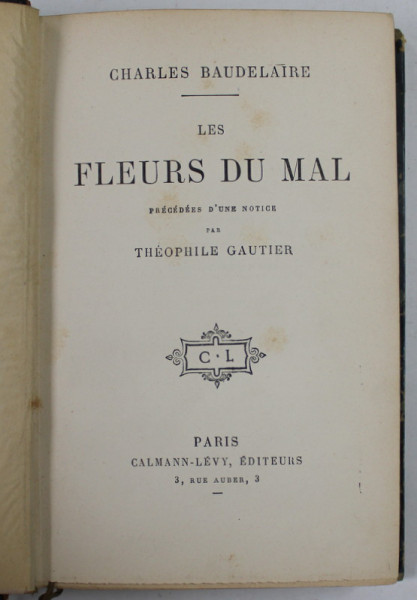 CHARLES BAUDELAIRE
LES
FLEURS DU MAL
PRÉCÉDÉES D'UNE NOTICE
PAR
THÉOPHILE GAUTIER
C·L
PARIS
CALMANN-LÉVY, ÉDITEURS
3, RUE AUBER, 3